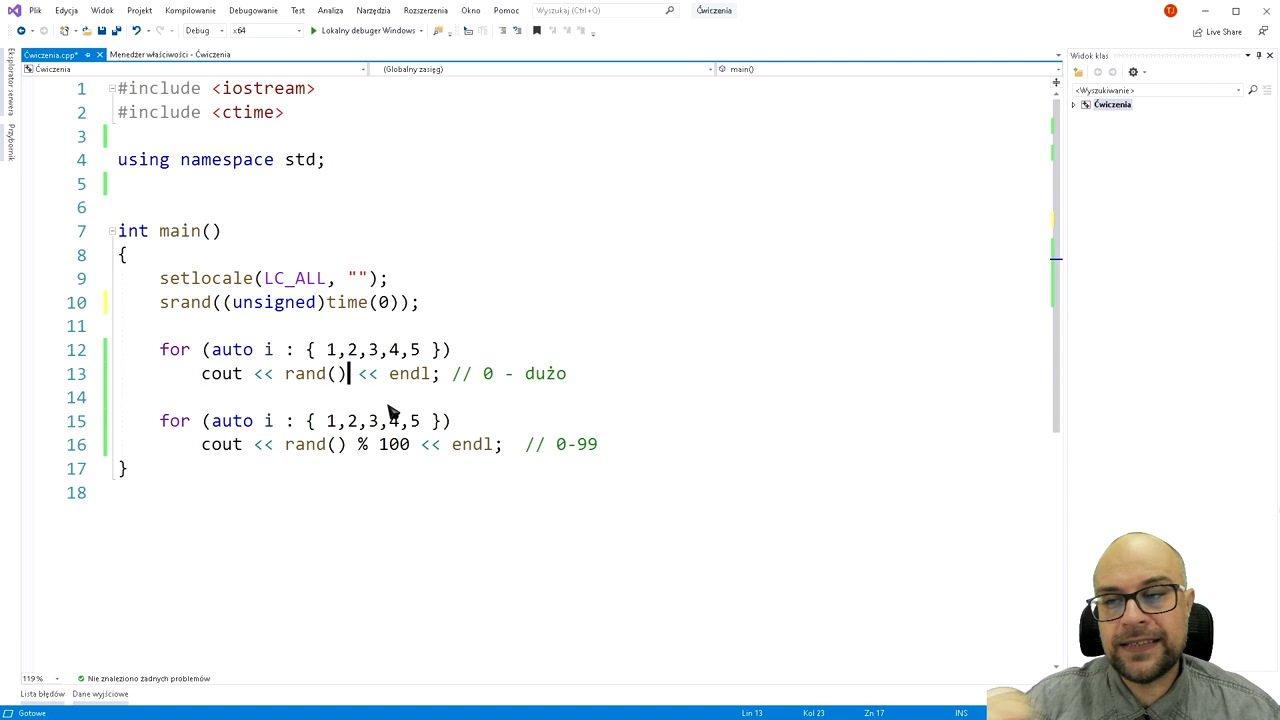 Plik Edycja Widok Projekt Kompilowanie Debugowanie Test Analiza Narzędzia Rozszerzenia Okno Pomoc Wyszukaj (Ctrl+Q) Ćwiczenia TJ
Debug x64 Lokalny debuger Windows Live Share
Ćwiczenia.cpp* Menedżer właściwości - Ćwiczenia Widok klas
Ćwiczenia (Globalny zasięg) main()
<Wyszukiwanie>
Ćwiczenia
Eksplorator serwera
Przybornik
1 #include <iostream>
2 #include <ctime>
3
4 using namespace std;
5
6
7 int main()
8 {
9 setlocale(LC_ALL, "");
10 srand((unsigned)time(0));
11
12 for (auto i : { 1,2,3,4,5 })
13 cout << rand() << endl; // 0 - dużo
14
15 for (auto i : { 1,2,3,4,5 })
16 cout << rand() % 100 << endl; // 0-99
17 }
18
119% Nie znaleziono żadnych problemów
Lista błędów Dane wyjściowe
Gotowe Lin 13 Kol 23 Zn 17 INS